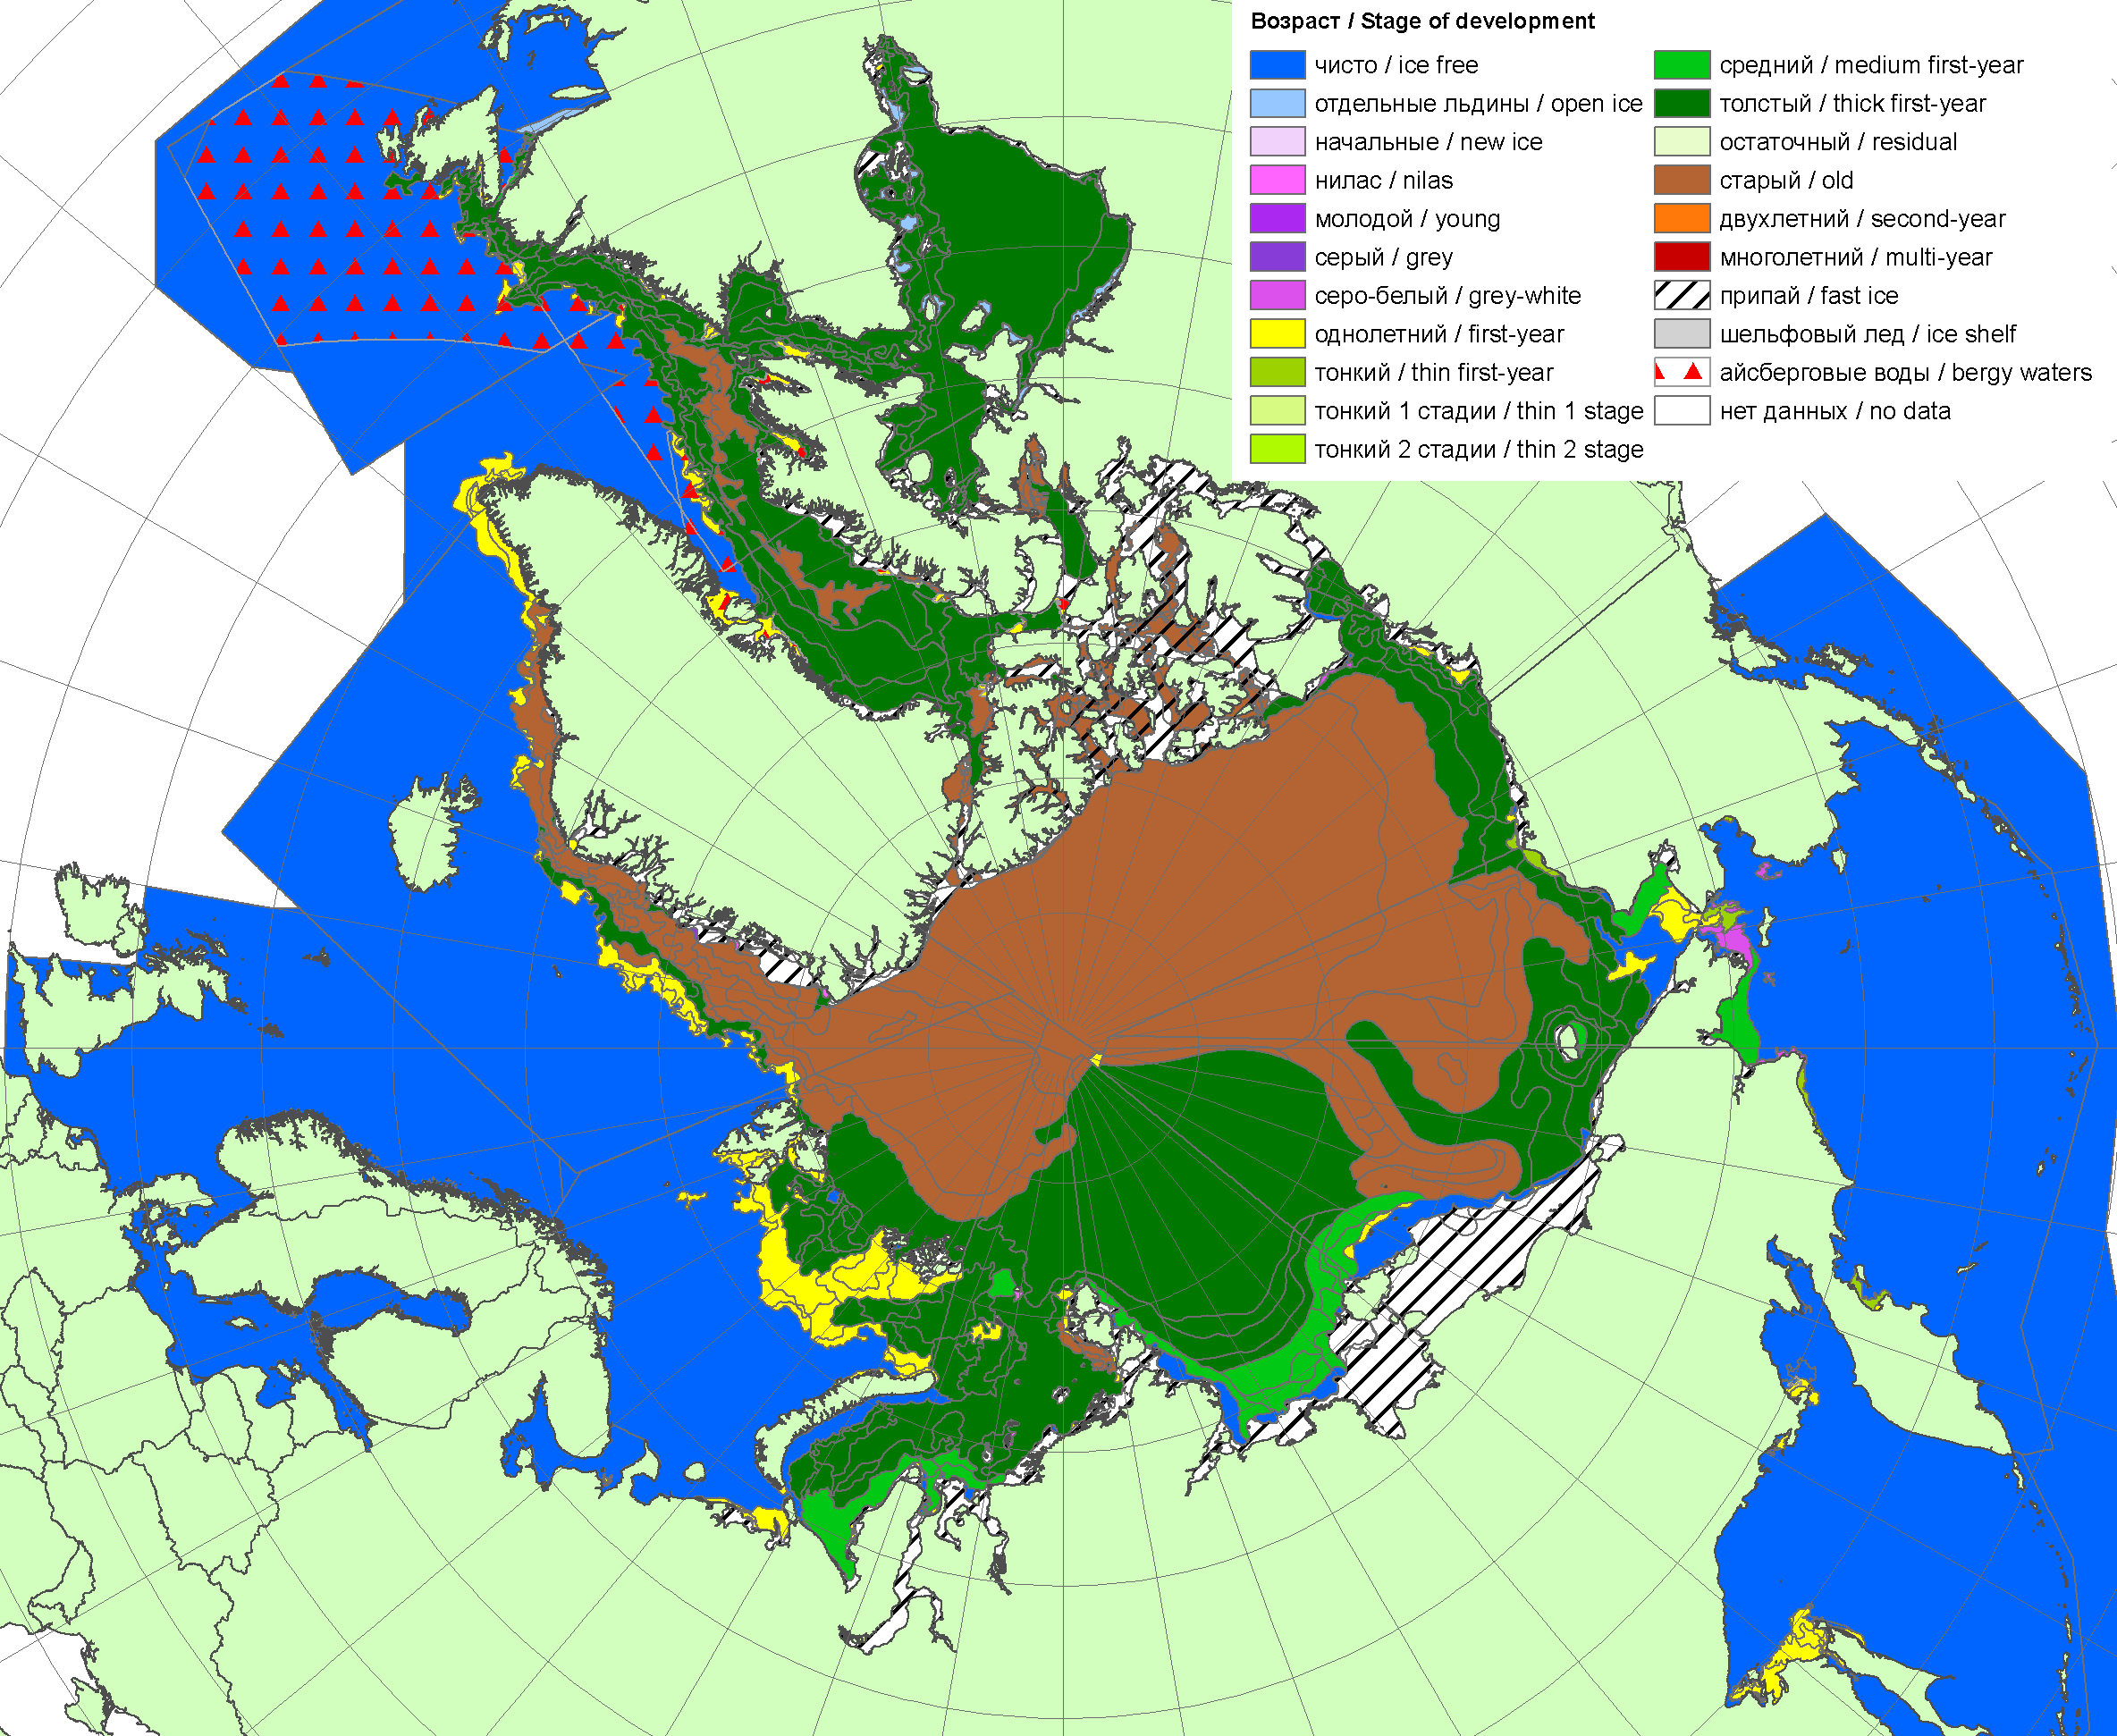 Возраст / Stage of development
чисто / ice free
отдельные льдины / open ice
начальные / new ice
нилас / nilas
молодой / young
серый / grey
серо-белый / grey-white
однолетний / first-year
тонкий / thin first-year
тонкий 1 стадии / thin 1 stage
тонкий 2 стадии / thin 2 stage
средний / medium first-year
толстый / thick first-year
остаточный / residual
старый / old
двухлетний / second-year
многолетний / multi-year
припай / fast ice
шельфовый лед / ice shelf
айсберговые воды / bergy waters
нет данных / no data